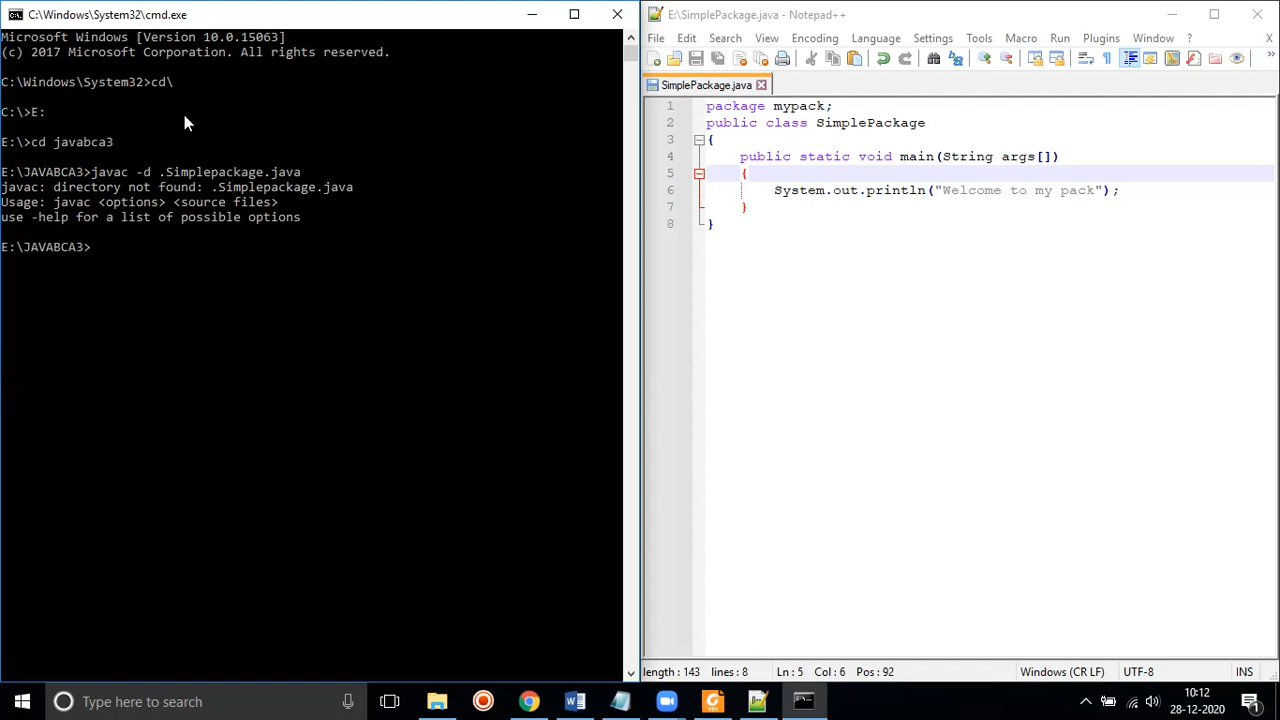 C:\Windows\System32\cmd.exe
Microsoft Windows [Version 10.0.15063]
(c) 2017 Microsoft Corporation. All rights reserved.
C:\Windows\System32>cd\
C:\>E:
E:\>cd javabca3
E:\JAVABCA3>javac -d .Simplepackage.java
javac: directory not found: .Simplepackage.java
Usage: javac <options> <source files>
use -help for a list of possible options
E:\JAVABCA3>
E:\SimplePackage.java - Notepad++
File Edit Search View Encoding Language Settings Tools Macro Run Plugins Window ? X
SimplePackage.java
1 package mypack;
2 public class SimplePackage
3 {
4 public static void main(String args[])
5 {
6 System.out.println("Welcome to my pack");
7 }
8 }
length : 143 lines : 8 Ln : 5 Col : 6 Pos : 92 Windows (CR LF) UTF-8 INS
Type here to search
10:12
28-12-2020